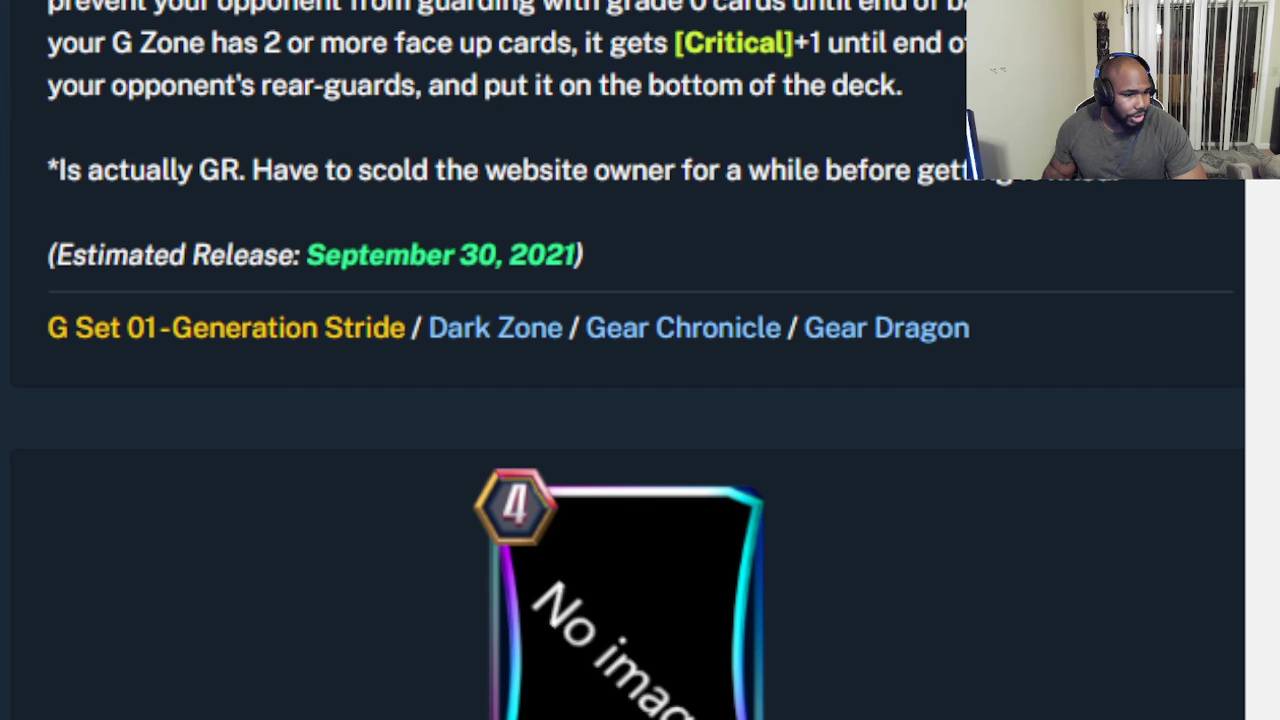 prevent your opponent from guarding with grade 0 cards until end of
your G Zone has 2 or more face up cards, it gets [Critical]+1 until end
your opponent's rear-guards, and put it on the bottom of the deck.
*Is actually GR. Have to scold the website owner for a while before
(Estimated Release: September 30, 2021)
G Set 01 - Generation Stride / Dark Zone / Gear Chronicle / Gear Dragon
4
No